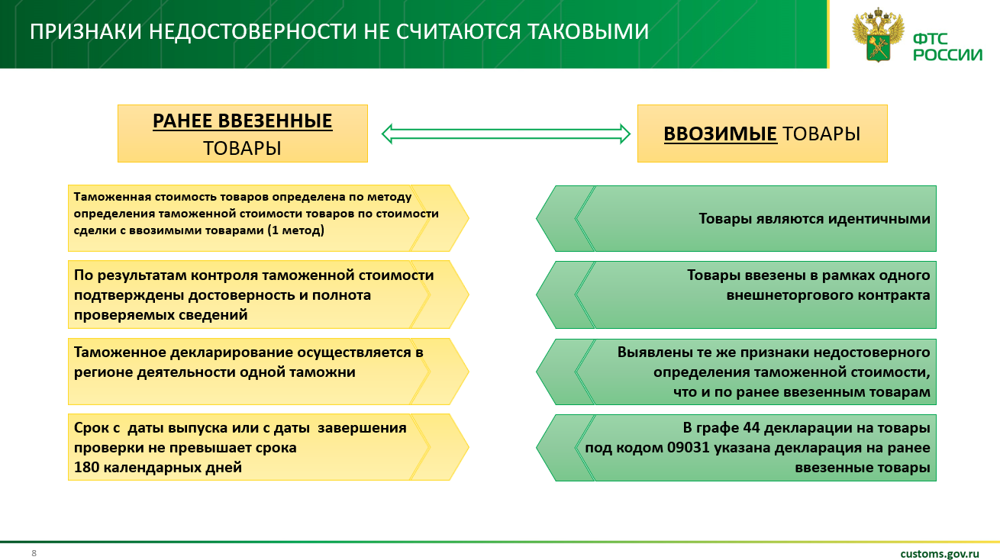 ПРИЗНАКИ НЕДОСТОВЕРНОСТИ НЕ СЧИТАЮТСЯ ТАКОВЫМИ
ФТС
РОССИИ
РАНЕЕ ВВЕЗЕННЫЕ
ТОВАРЫ
ВВОЗИМЫЕ ТОВАРЫ
Таможенная стоимость товаров определена по методу
определения таможенной стоимости товаров по стоимости
сделки с ввозимыми товарами (1 метод)
Товары являются идентичными
По результатам контроля таможенной стоимости
подтверждены достоверность и полнота
проверяемых сведений
Товары ввезены в рамках одного
внешнеторгового контракта
Таможенное декларирование осуществляется в
регионе деятельности одной таможни
Выявлены те же признаки недостоверного
определения таможенной стоимости,
что и по ранее ввезенным товарам
Срок с даты выпуска или с даты завершения
проверки не превышает срока
180 календарных дней
В графе 44 декларации на товары
под кодом 09031 указана декларация на ранее
ввезенные товары
8
customs.gov.ru